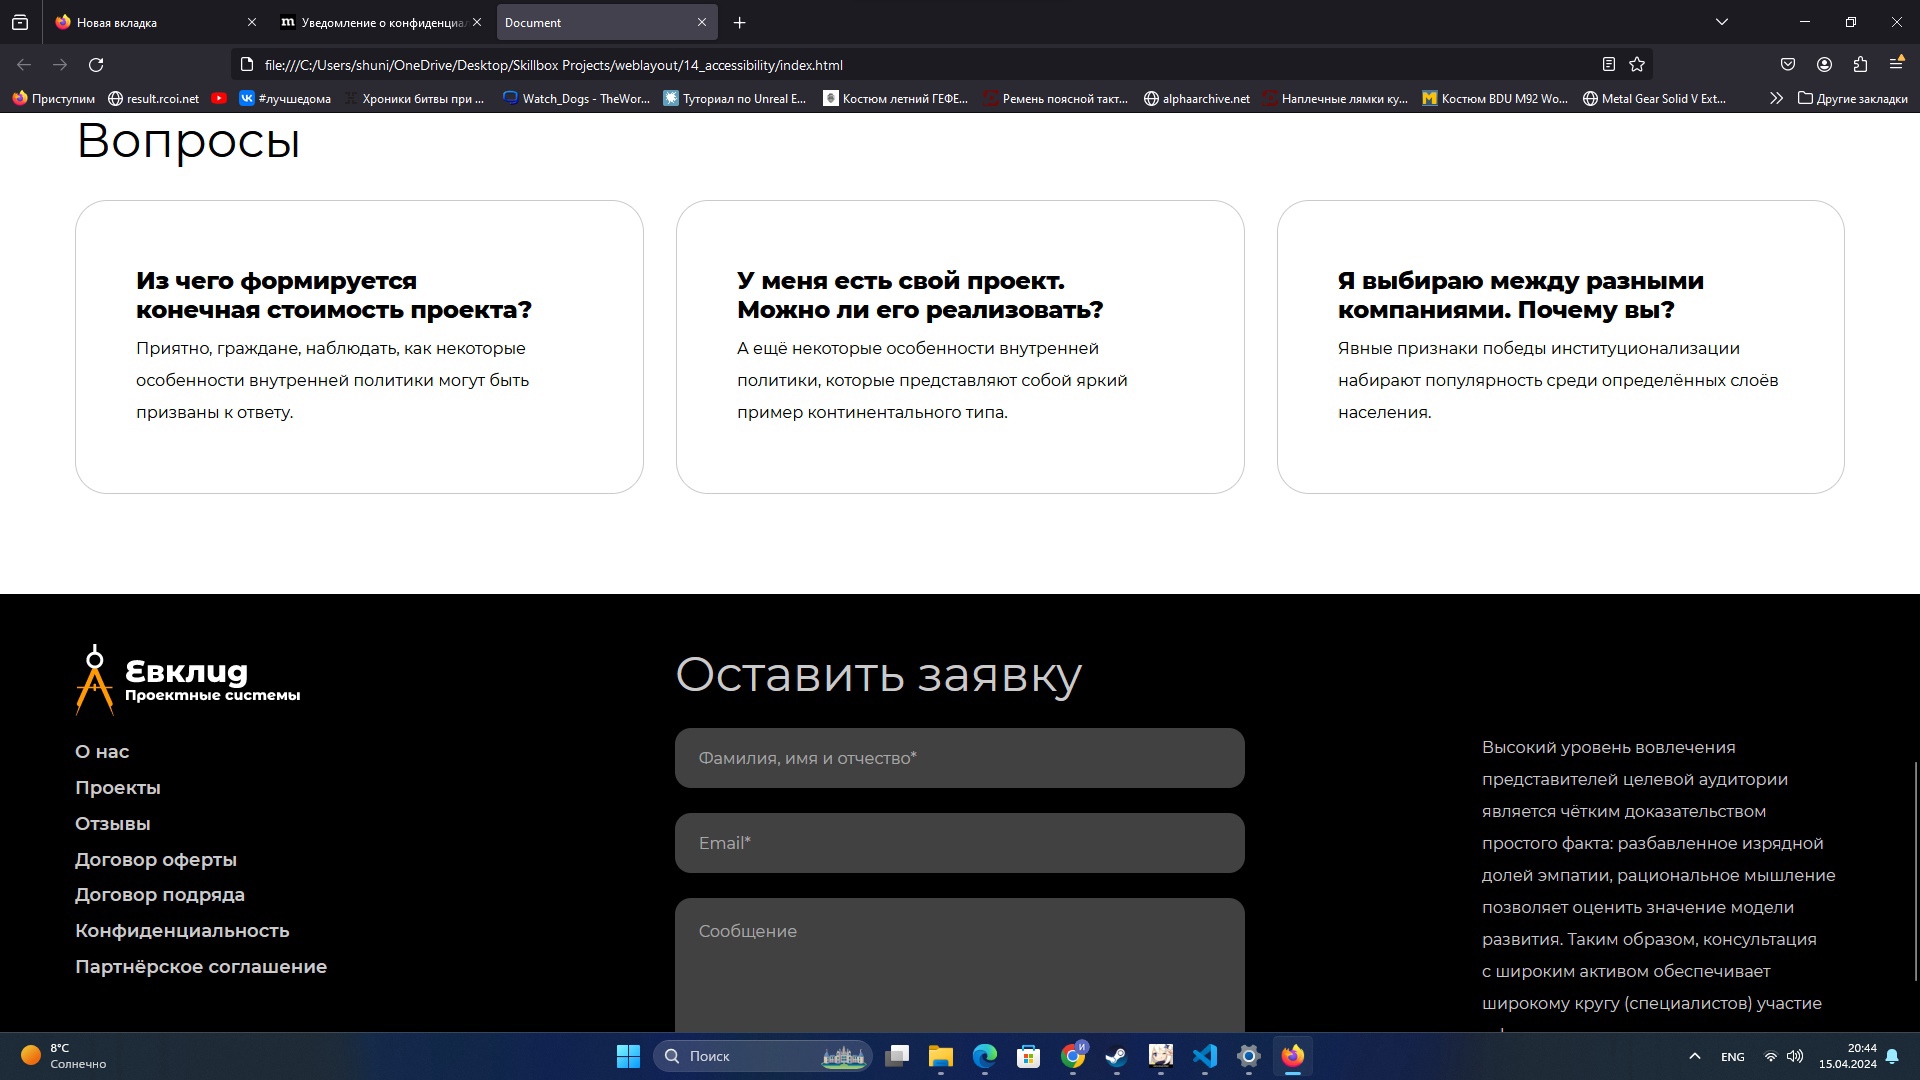 Новая вкладка
Уведомление о конфиденциал
Document
file:///C:/Users/shuni/OneDrive/Desktop/Skillbox Projects/weblayout/14_accessibility/index.html
Приступим
result.rcoi.net
#лучшедома
Хроники битвы при ...
Watch_Dogs - TheWor...
Туториал по Unreal E...
Костюм летний ГЕФЕ...
Ремень поясной такт...
alphaarchive.net
Наплечные лямки ку...
Костюм BDU M92 Wo...
Metal Gear Solid V Ext...
Другие закладки
Вопросы
Из чего формируется
конечная стоимость проекта?
Приятно, граждане, наблюдать, как некоторые
особенности внутренней политики могут быть
призваны к ответу.
У меня есть свой проект.
Можно ли его реализовать?
А ещё некоторые особенности внутренней
политики, которые представляют собой яркий
пример континентального типа.
Я выбираю между разными
компаниями. Почему вы?
Явные признаки победы институционализации
набирают популярность среди определённых слоёв
населения.
Евклид
Проектные системы
О нас
Проекты
Отзывы
Договор оферты
Договор подряда
Конфиденциальность
Партнёрское соглашение
Оставить заявку
Фамилия, имя и отчество*
Email*
Сообщение
Высокий уровень вовлечения
представителей целевой аудитории
является чётким доказательством
простого факта: разбавленное изрядной
долей эмпатии, рациональное мышление
позволяет оценить значение модели
развития. Таким образом, консультация
с широким активом обеспечивает
широкому кругу (специалистов) участие
8°C
Солнечно
Поиск
ENG
20:44
15.04.2024